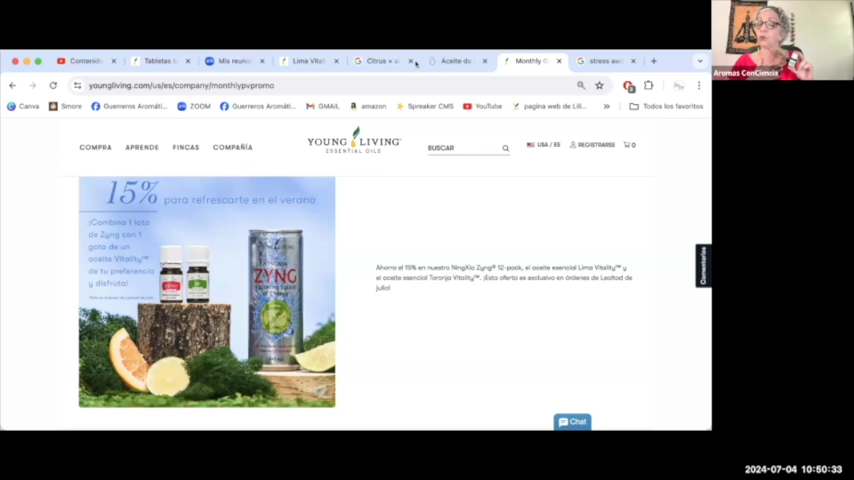 Contenido
Tabletas
Mis reuni
Lima Vital
Citrus × a
Aceite de
Monthly
stress awa
youngliving.com/us/es/company/monthlypvpromo
Canva
Smore
Guerreros Aromáti...
ZOOM
Guerreros Aromáti...
GMAIL
amazon
Spreaker CMS
YouTube
pagina web de Lili...
Todos los favoritos
Aromas ConCiencia
COMPRA
APRENDE
FINCAS
COMPAÑÍA
YOUNG LIVING
ESSENTIAL OILS
BUSCAR
USA / ES
REGISTRARSE
0
15% para refrescarte en el verano
¡Combina 1 lata
de Zyng con 1
gota de un
aceite Vitality™
de tu preferencia
y disfruta!
ZYNG
Ahorra el 15% en nuestro NingXia Zyng® 12-pack, el aceite esencial Lima Vitality™ y
el aceite esencial Toronja Vitality™. ¡Esta oferta es exclusiva en órdenes de Lealtad de
julio!
Comentarios
Chat
2024-07-04 10:50:33